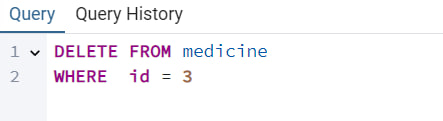 Query Query History
1 DELETE FROM medicine
2 WHERE id = 3